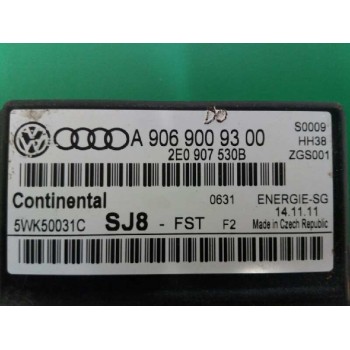 DO
A 906 900 93 00
2E0 907 530B
S0009
HH38
ZGS001
Continental
0631
ENERGIE-SG
14.11.11
5WK50031C
SJ8 - FST F2
Made in Czech Republic